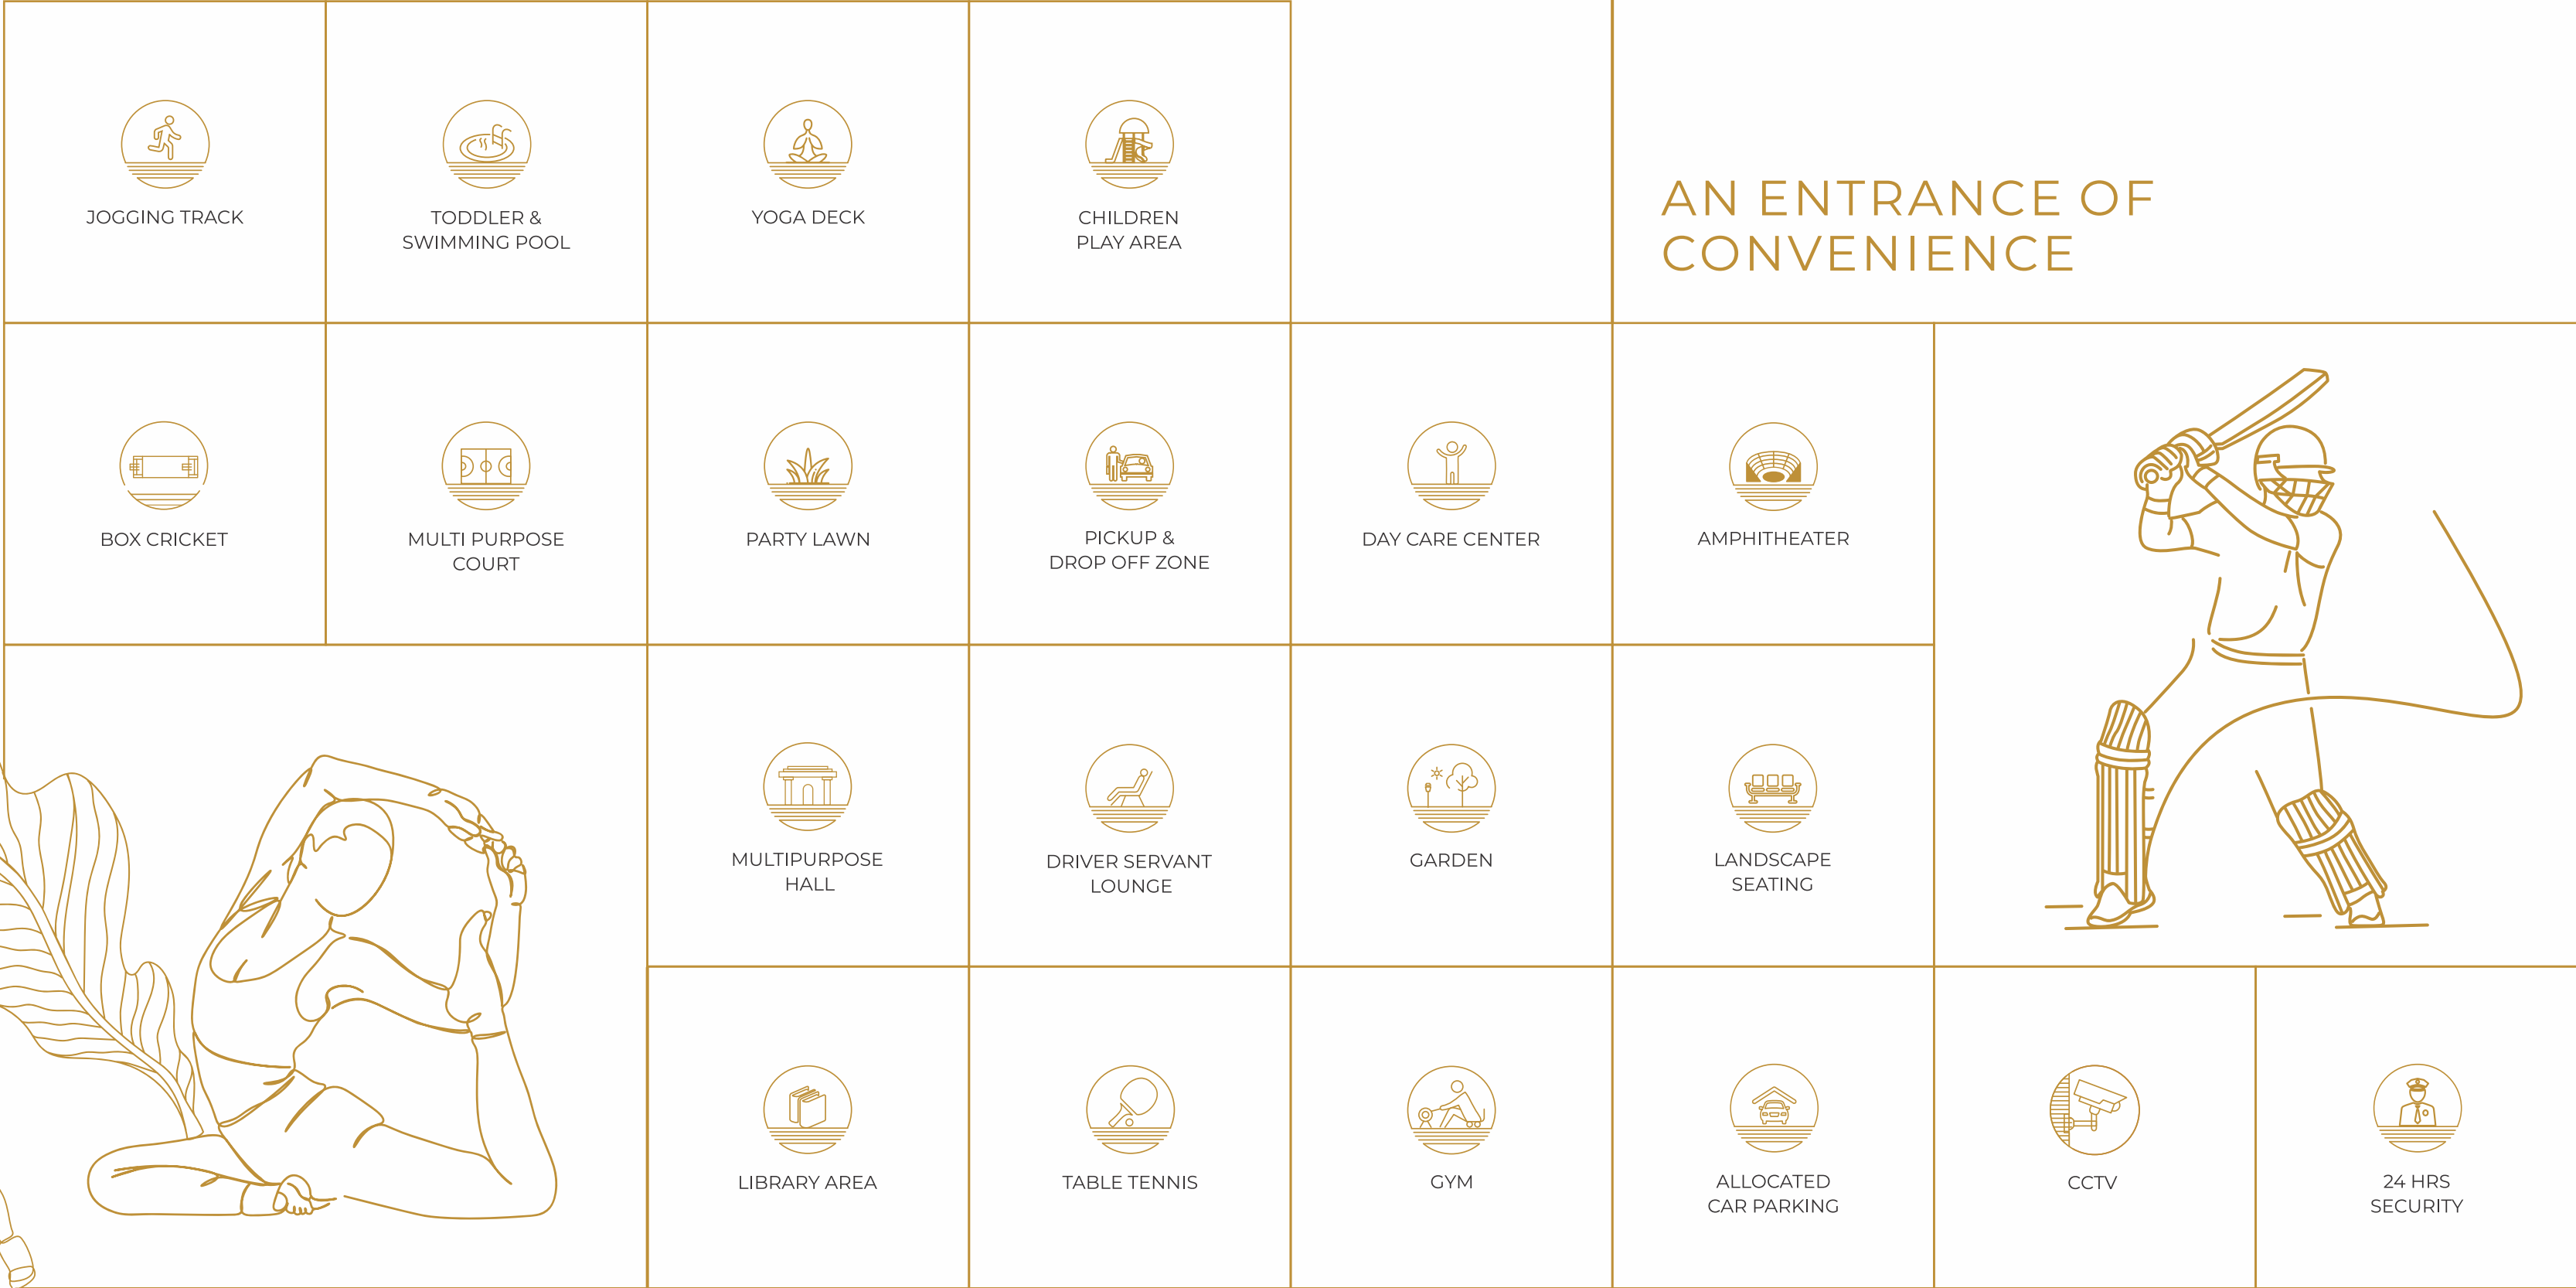 AN ENTRANCE OF
CONVENIENCE
JOGGING TRACK
TODDLER &
SWIMMING POOL
YOGA DECK
CHILDREN
PLAY AREA
BOX CRICKET
MULTI PURPOSE
COURT
PARTY LAWN
PICKUP &
DROP OFF ZONE
DAY CARE CENTER
AMPHITHEATER
MULTIPURPOSE
HALL
DRIVER SERVANT
LOUNGE
GARDEN
LANDSCAPE
SEATING
LIBRARY AREA
TABLE TENNIS
GYM
ALLOCATED
CAR PARKING
CCTV
24 HRS
SECURITY